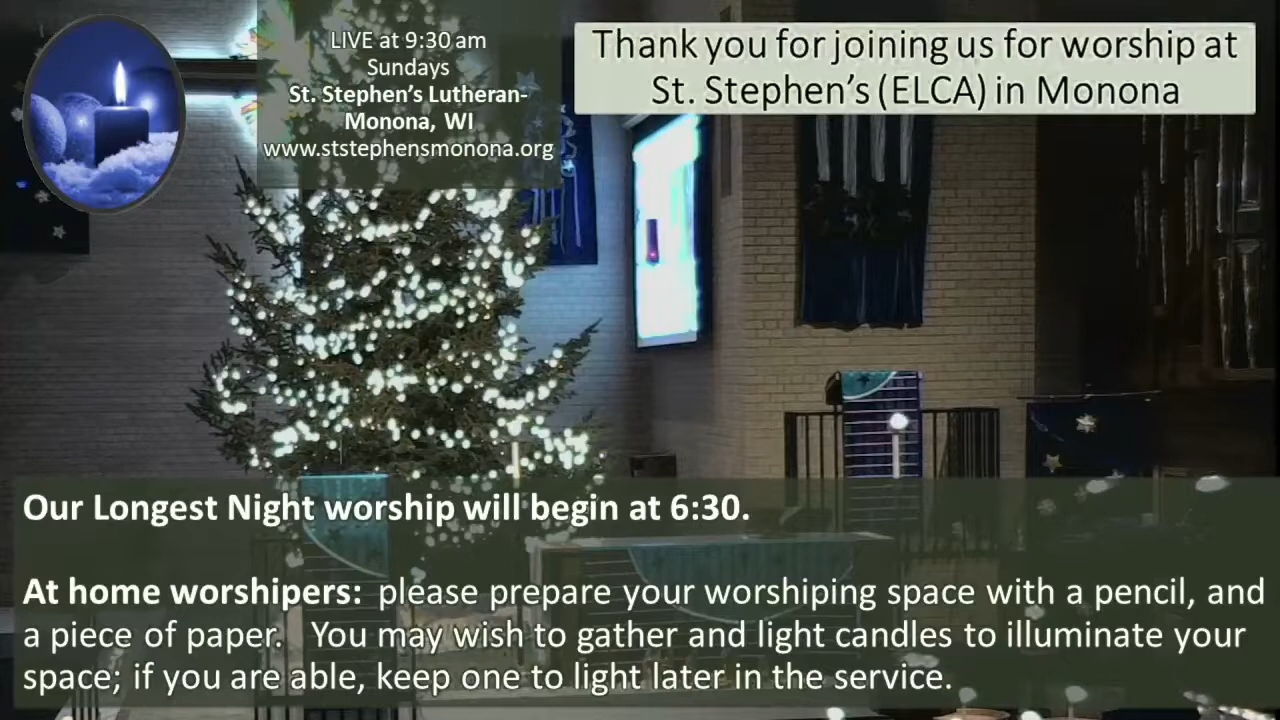 LIVE at 9:30 am
Sundays
St. Stephen's Lutheran-
Monona, WI
www.ststephensmonona.org
Thank you for joining us for worship at
St. Stephen's (ELCA) in Monona
Our Longest Night worship will begin at 6:30.
At home worshipers: please prepare your worshiping space with a pencil, and
a piece of paper. You may wish to gather and light candles to illuminate your
space; if you are able, keep one to light later in the service.